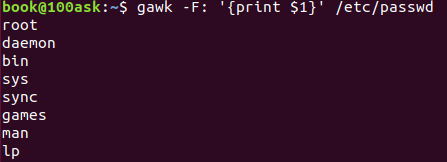 book@100ask:~$ gawk -F: '{print $1}' /etc/passwd
root
daemon
bin
sys
sync
games
man
lp